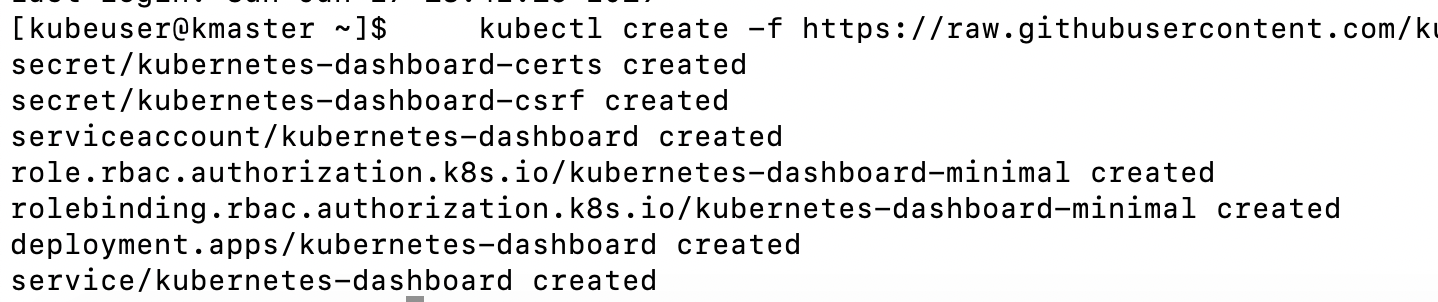 [kubeuser@kmaster ~]$     kubectl create -f https://raw.githubusercontent.com/ku
secret/kubernetes-dashboard-certs created
secret/kubernetes-dashboard-csrf created
serviceaccount/kubernetes-dashboard created
role.rbac.authorization.k8s.io/kubernetes-dashboard-minimal created
rolebinding.rbac.authorization.k8s.io/kubernetes-dashboard-minimal created
deployment.apps/kubernetes-dashboard created
service/kubernetes-dashboard created